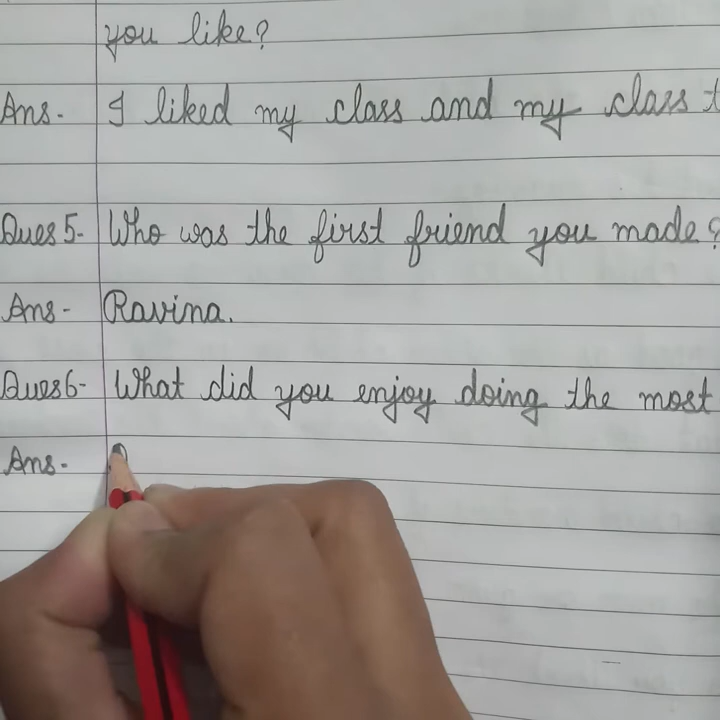 you like?
Ans. I liked my class and my class
Ques 5- Who was the first friend you made?
Ans - Ravina.
Ques 6- What did you enjoy doing the most
Ans.